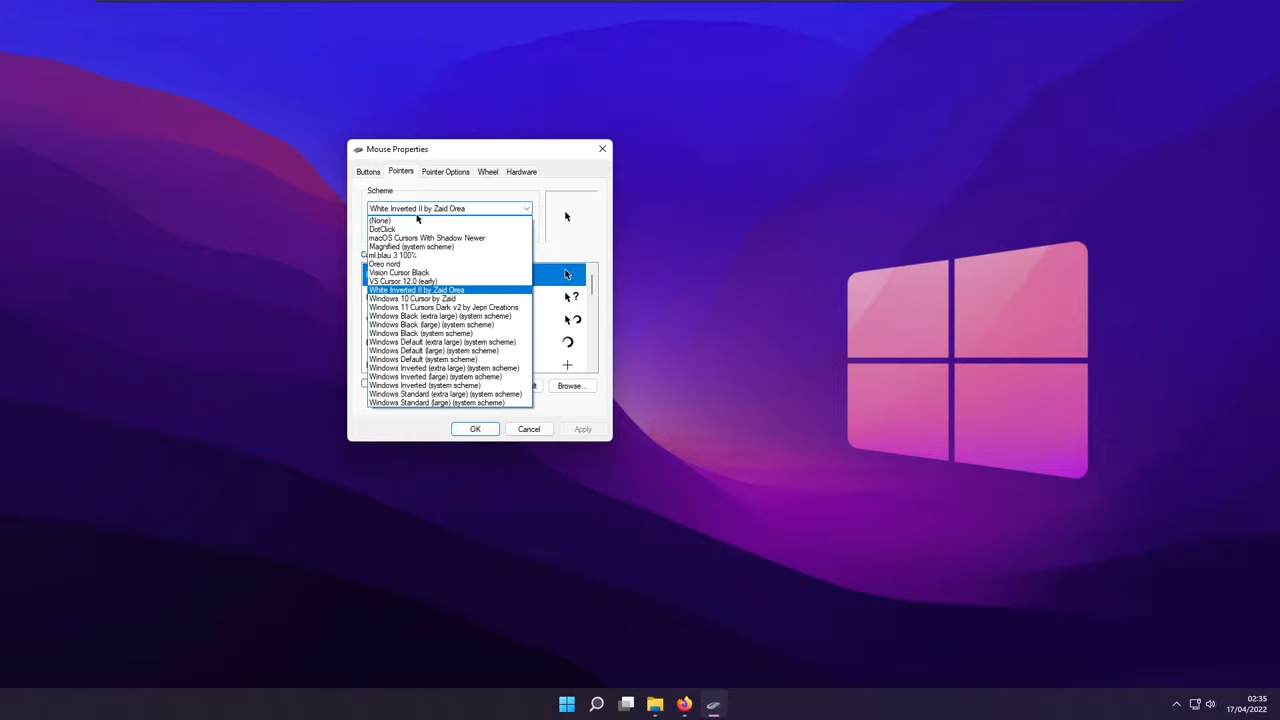 Mouse Properties
Buttons Pointers Pointer Options Wheel Hardware
Scheme
White Inverted II by Zaid Orea
(None)
DotClick
macOS Cursors With Shadow Newer
Magnified (system scheme)
ml.blau 3 100%
Oreo nord
Vision Cursor Black
VS Cursor 12.0 (early)
White Inverted II by Zaid Orea
Windows 10 Cursor by Zaid
Windows 11 Cursors Dark v2 by Jepri Creations
Windows Black (extra large) (system scheme)
Windows Black (large) (system scheme)
Windows Black (system scheme)
Windows Default (extra large) (system scheme)
Windows Default (large) (system scheme)
Windows Default (system scheme)
Windows Inverted (extra large) (system scheme)
Windows Inverted (large) (system scheme)
Windows Inverted (system scheme)
Windows Standard (extra large) (system scheme)
Windows Standard (large) (system scheme)
Browse...
OK Cancel Apply
02:35
17/04/2022